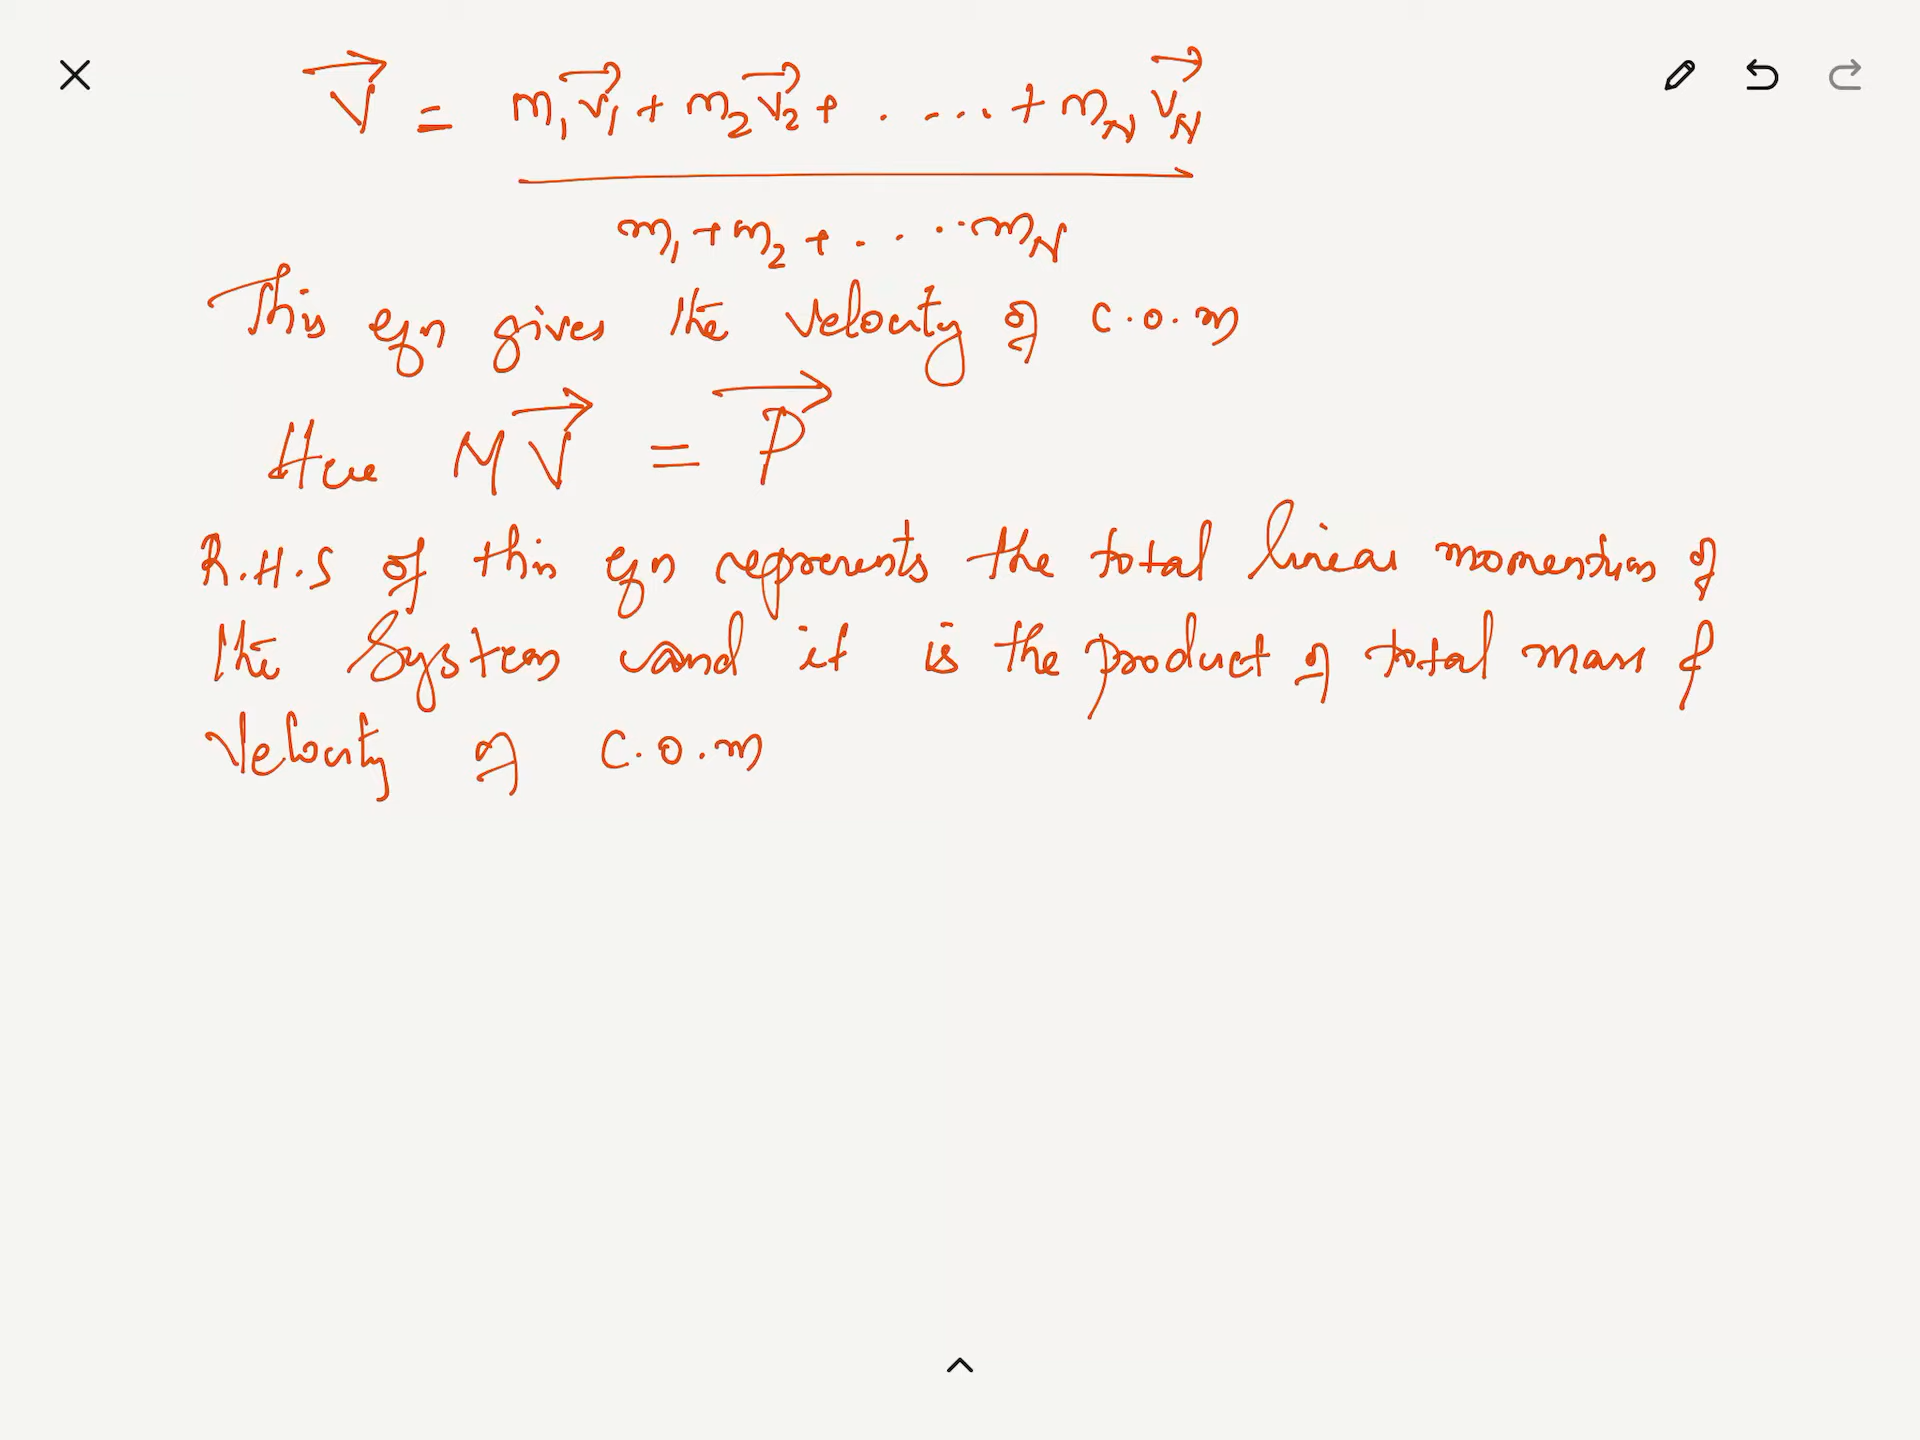 V⃗ = m₁v⃗₁ + m₂v⃗₂ + . .... + m_N v⃗_N
m₁ + m₂ + . . ... m_N
This eqn gives the velocity of C.O.M
Here MV⃗ = P⃗
R.H.S of this eqn represents the total linear momentum of
the System and it is the product of total mass &
Velocity of C.O.M